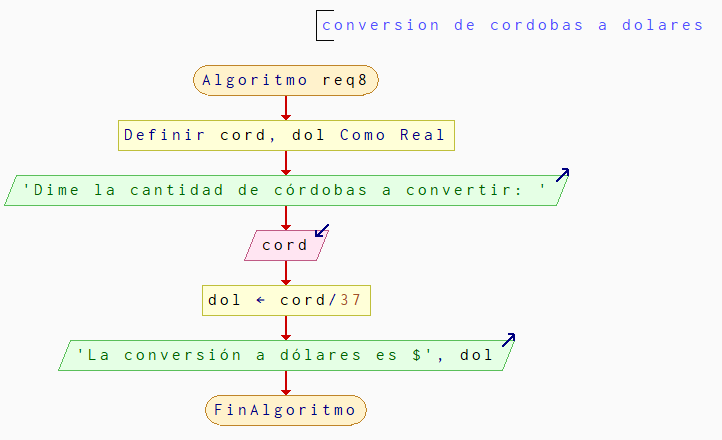 conversion de cordobas a dolares
Algoritmo req8
Definir cord, dol Como Real
'Dime la cantidad de córdobas a convertir: '
cord
dol ← cord/37
'La conversión a dólares es $', dol
FinAlgoritmo